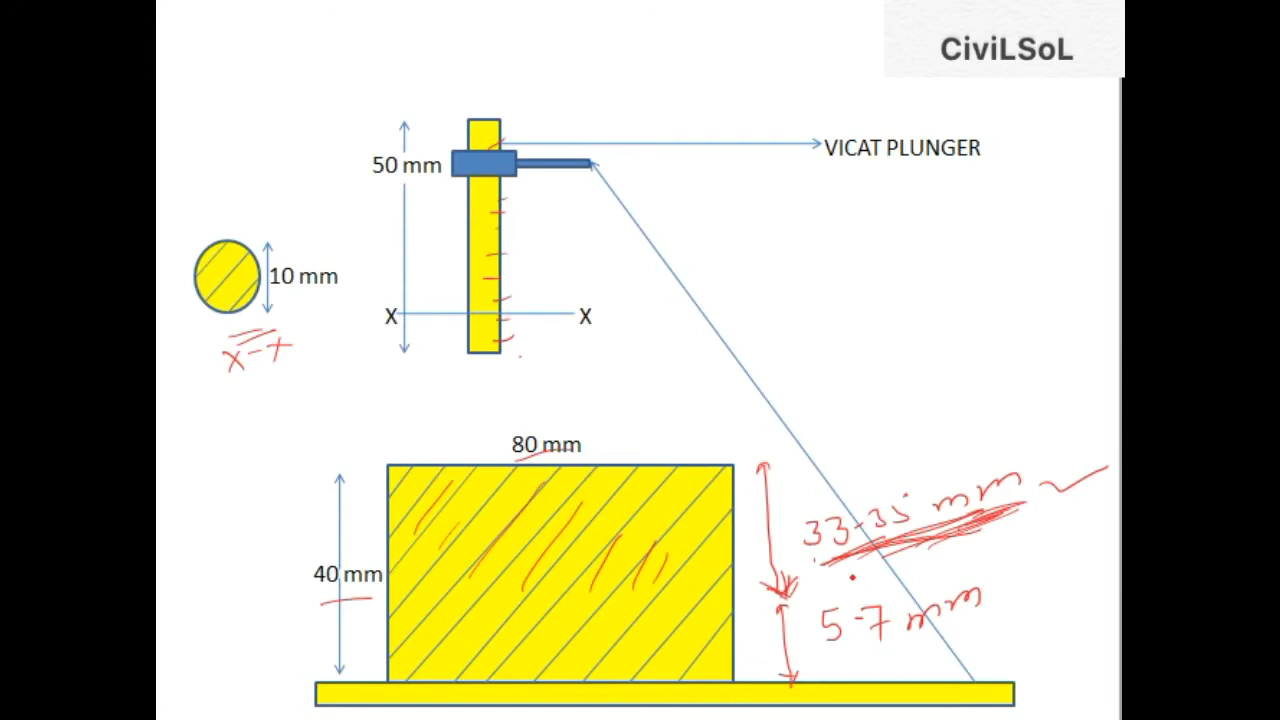 CiviLSoL
VICAT PLUNGER
50 mm
10 mm
X X
X-X
80 mm
33-35 mm
40 mm
5-7 mm